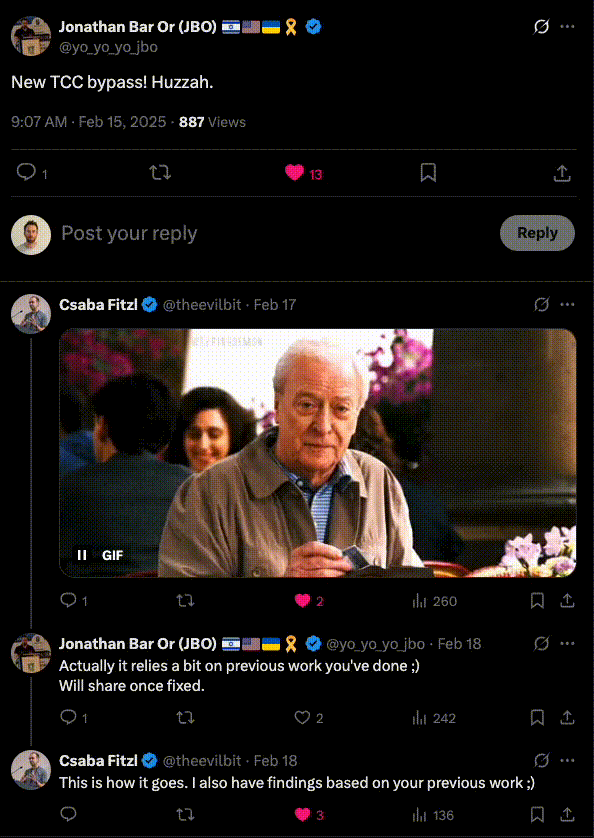 Jonathan Bar Or (JBO) 🇮🇱🇺🇸🇺🇦🎗️
@yo_yo_yo_jbo
New TCC bypass! Huzzah.
9:07 AM · Feb 15, 2025 · 887 Views
1 13
Post your reply Reply
Csaba Fitzl @theevilbit · Feb 17
GIF
1 2 260
Jonathan Bar Or (JBO) 🇮🇱🇺🇸🇺🇦🎗️ @yo_yo_yo_jbo · Feb 18
Actually it relies a bit on previous work you've done ;)
Will share once fixed.
1 2 242
Csaba Fitzl @theevilbit · Feb 18
This is how it goes. I also have findings based on your previous work ;)
3 136